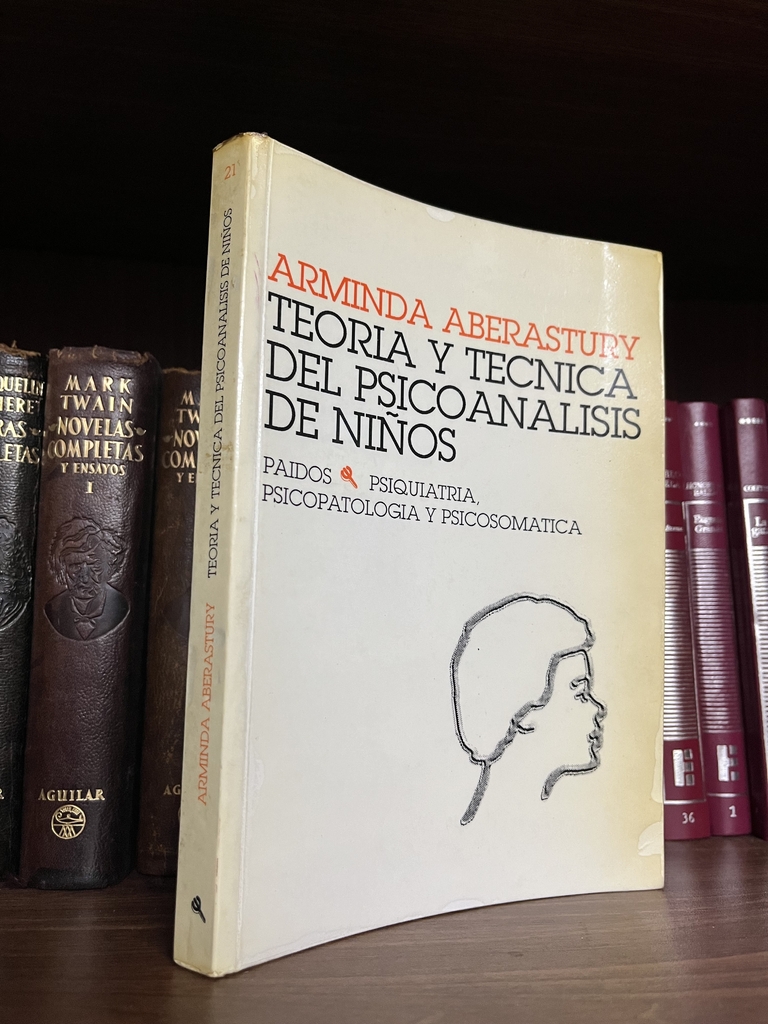 ARMINDA ABERASTURY
TEORIA Y TECNICA
DEL PSICOANALISIS
DE NIÑOS
PAIDOS PSIQUIATRIA,
PSICOPATOLOGIA Y PSICOSOMATICA
21
ARMINDA ABERASTURY TEORIA Y TECNICA DEL PSICOANALISIS DE NIÑOS
MARK
TWAIN
NOVELAS
COMPLETAS
Y ENSAYOS
I
AGUILAR
36
1